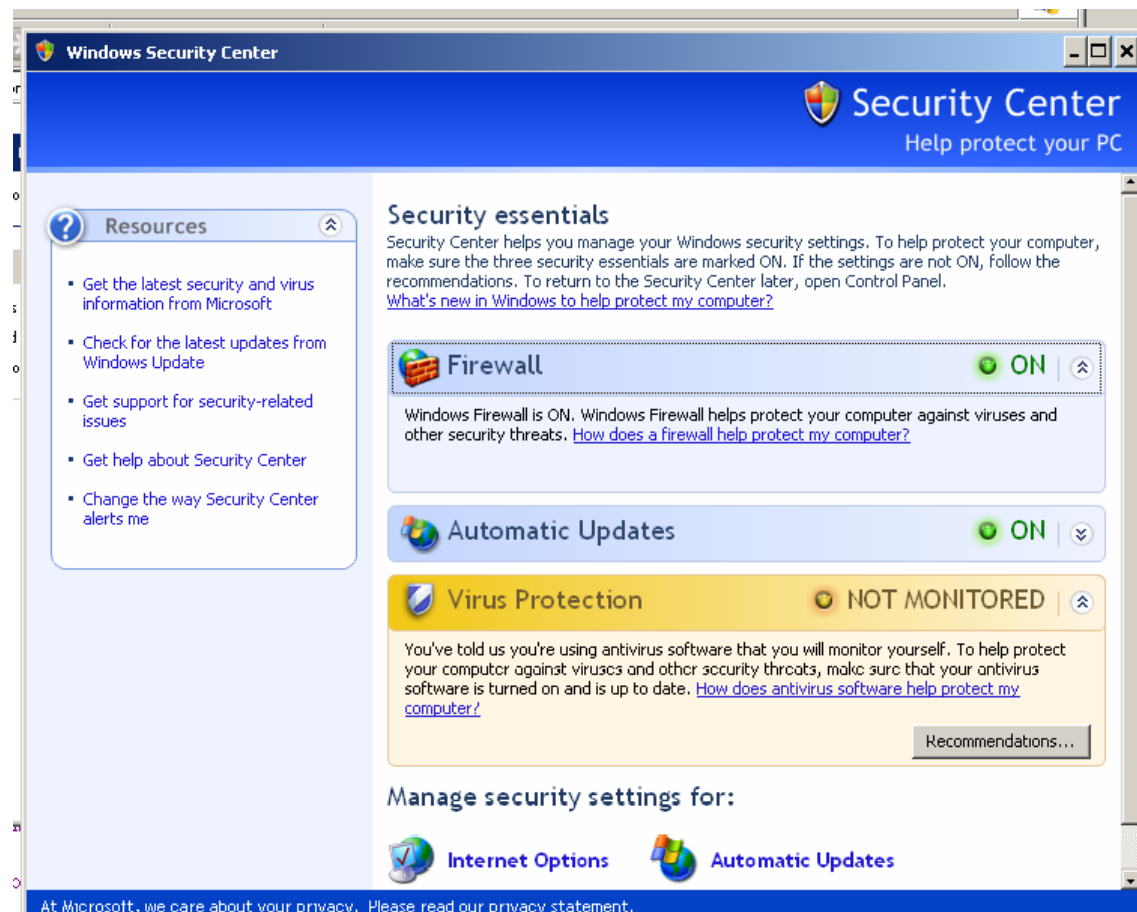 Windows Security Center
Security Center
Help protect your PC
Resources
Get the latest security and virus
information from Microsoft
Check for the latest updates from
Windows Update
Get support for security-related
issues
Get help about Security Center
Change the way Security Center
alerts me
Security essentials
Security Center helps you manage your Windows security settings. To help protect your computer,
make sure the three security essentials are marked ON. If the settings are not ON, follow the
recommendations. To return to the Security Center later, open Control Panel.
What's new in Windows to help protect my computer?
Firewall ON
Windows Firewall is ON. Windows Firewall helps protect your computer against viruses and
other security threats. How does a firewall help protect my computer?
Automatic Updates ON
Virus Protection NOT MONITORED
You've told us you're using antivirus software that you will monitor yourself. To help protect
your computer against viruses and other security threats, make sure that your antivirus
software is turned on and is up to date. How does antivirus software help protect my
computer?
Recommendations...
Manage security settings for:
Internet Options Automatic Updates
At Microsoft, we care about your privacy. Please read our privacy statement.